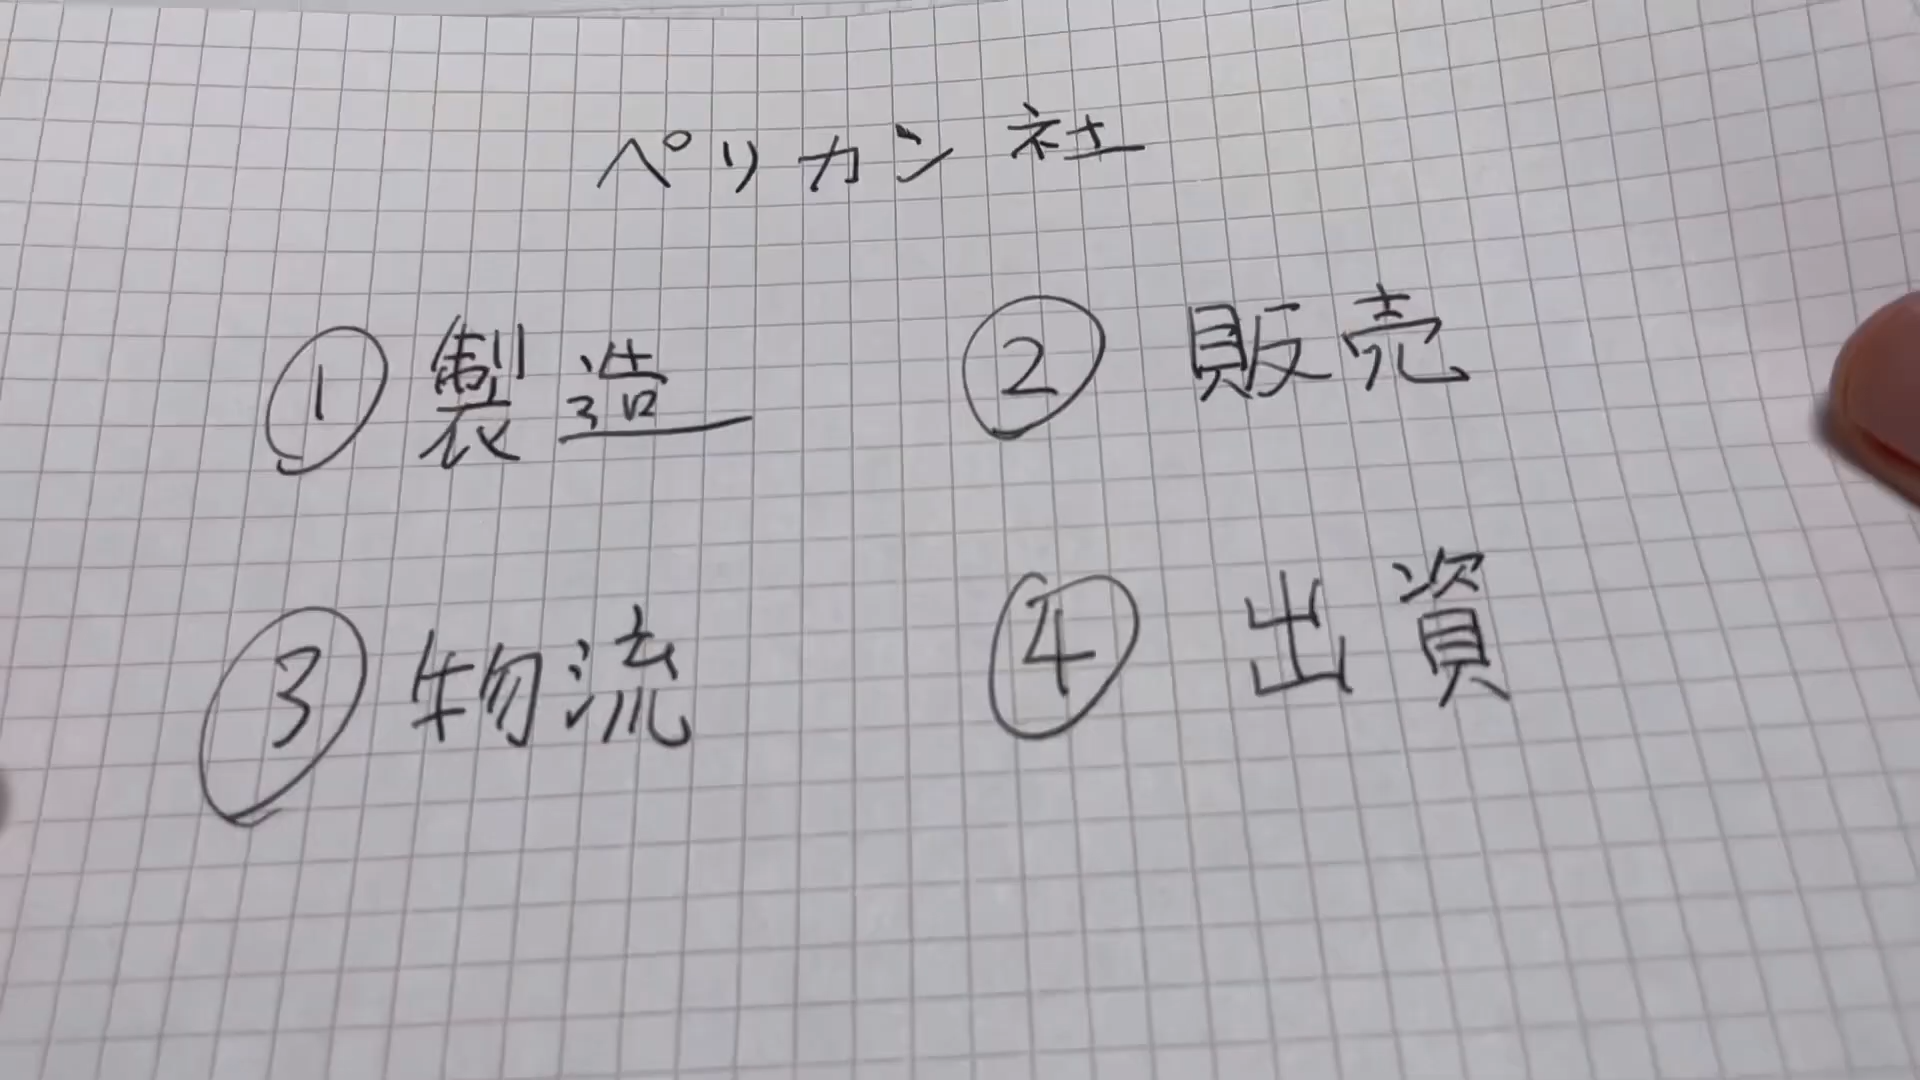 ペリカン社
① 製造 ② 販売
③ 物流 ④ 出資